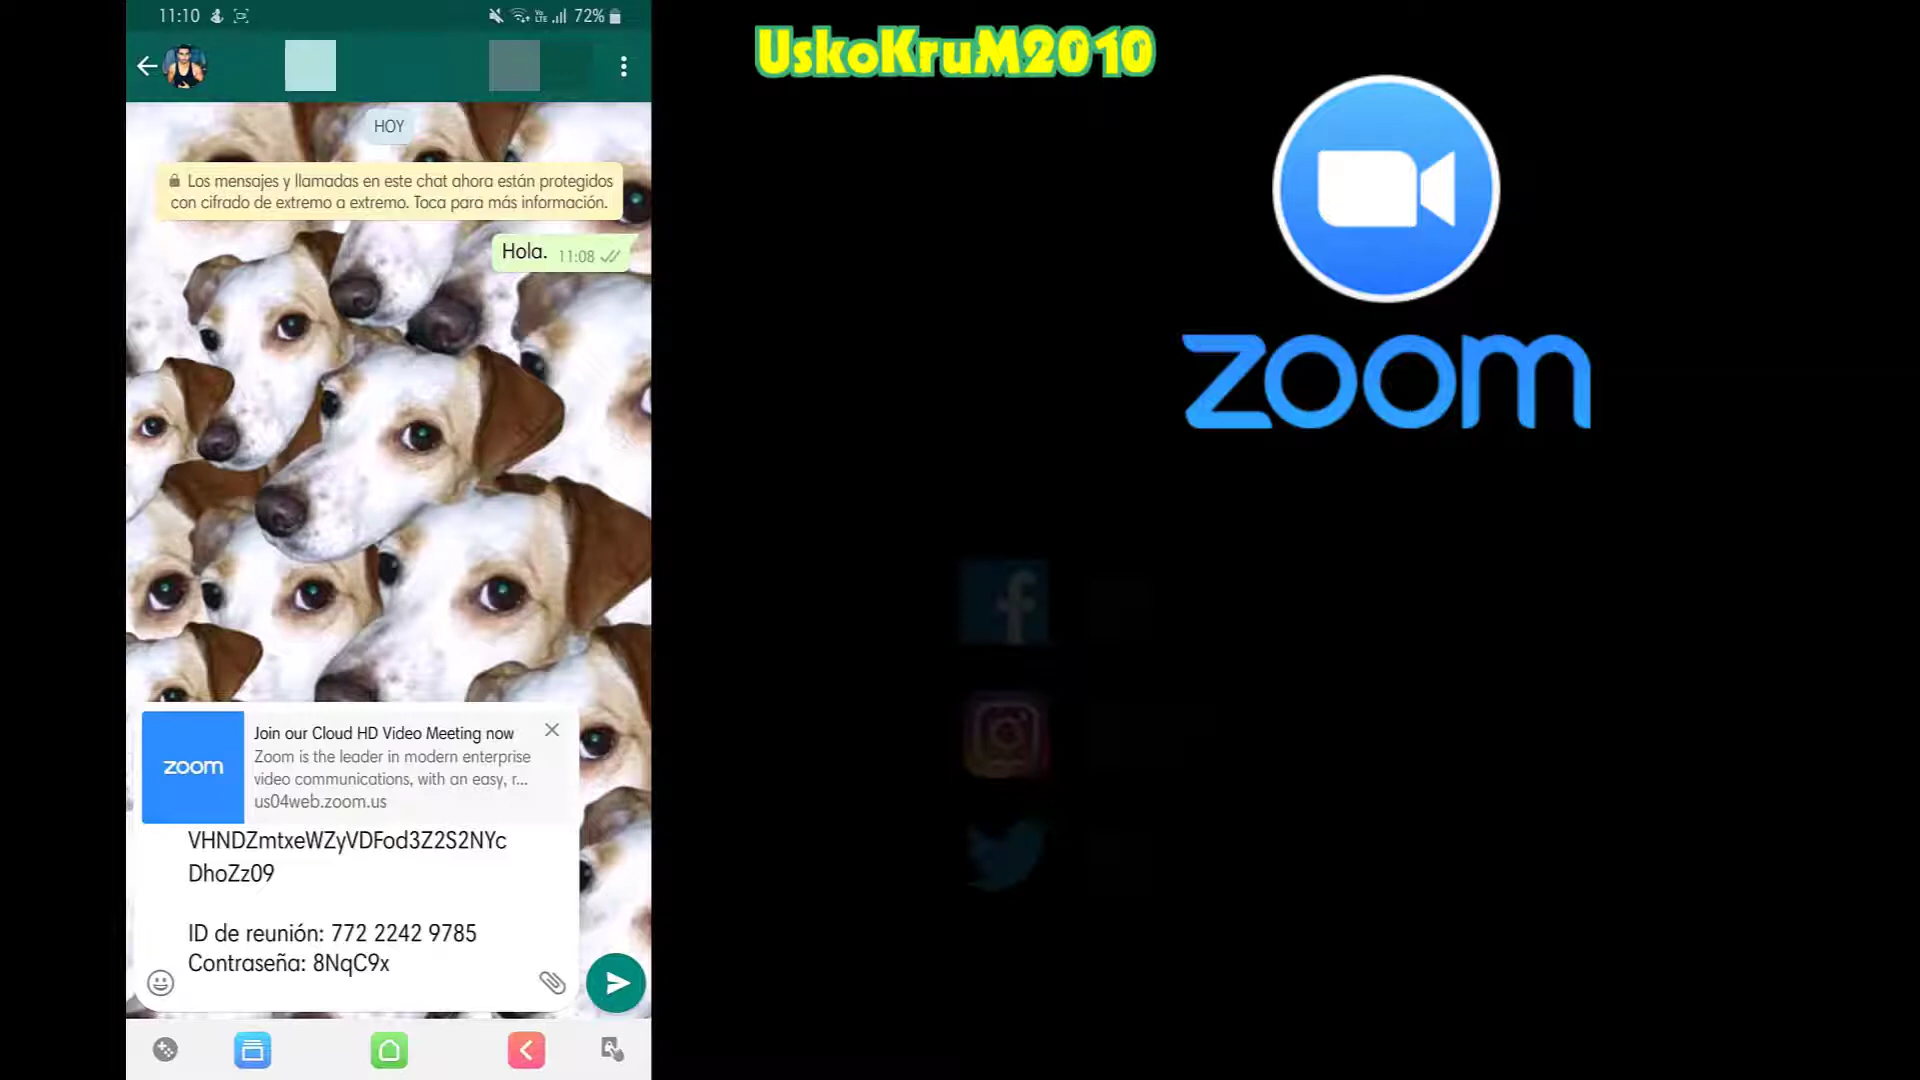 11:10
72%
UskoKruM2010
HOY
Los mensajes y llamadas en este chat ahora están protegidos
con cifrado de extremo a extremo. Toca para más información.
Hola. 11:08
zoom
zoom
Join our Cloud HD Video Meeting now
Zoom is the leader in modern enterprise
video communications, with an easy, r...
us04web.zoom.us
VHNDZmtxeWZyVDFod3Z2S2NYc
DhoZz09
ID de reunión: 772 2242 9785
Contraseña: 8NqC9x